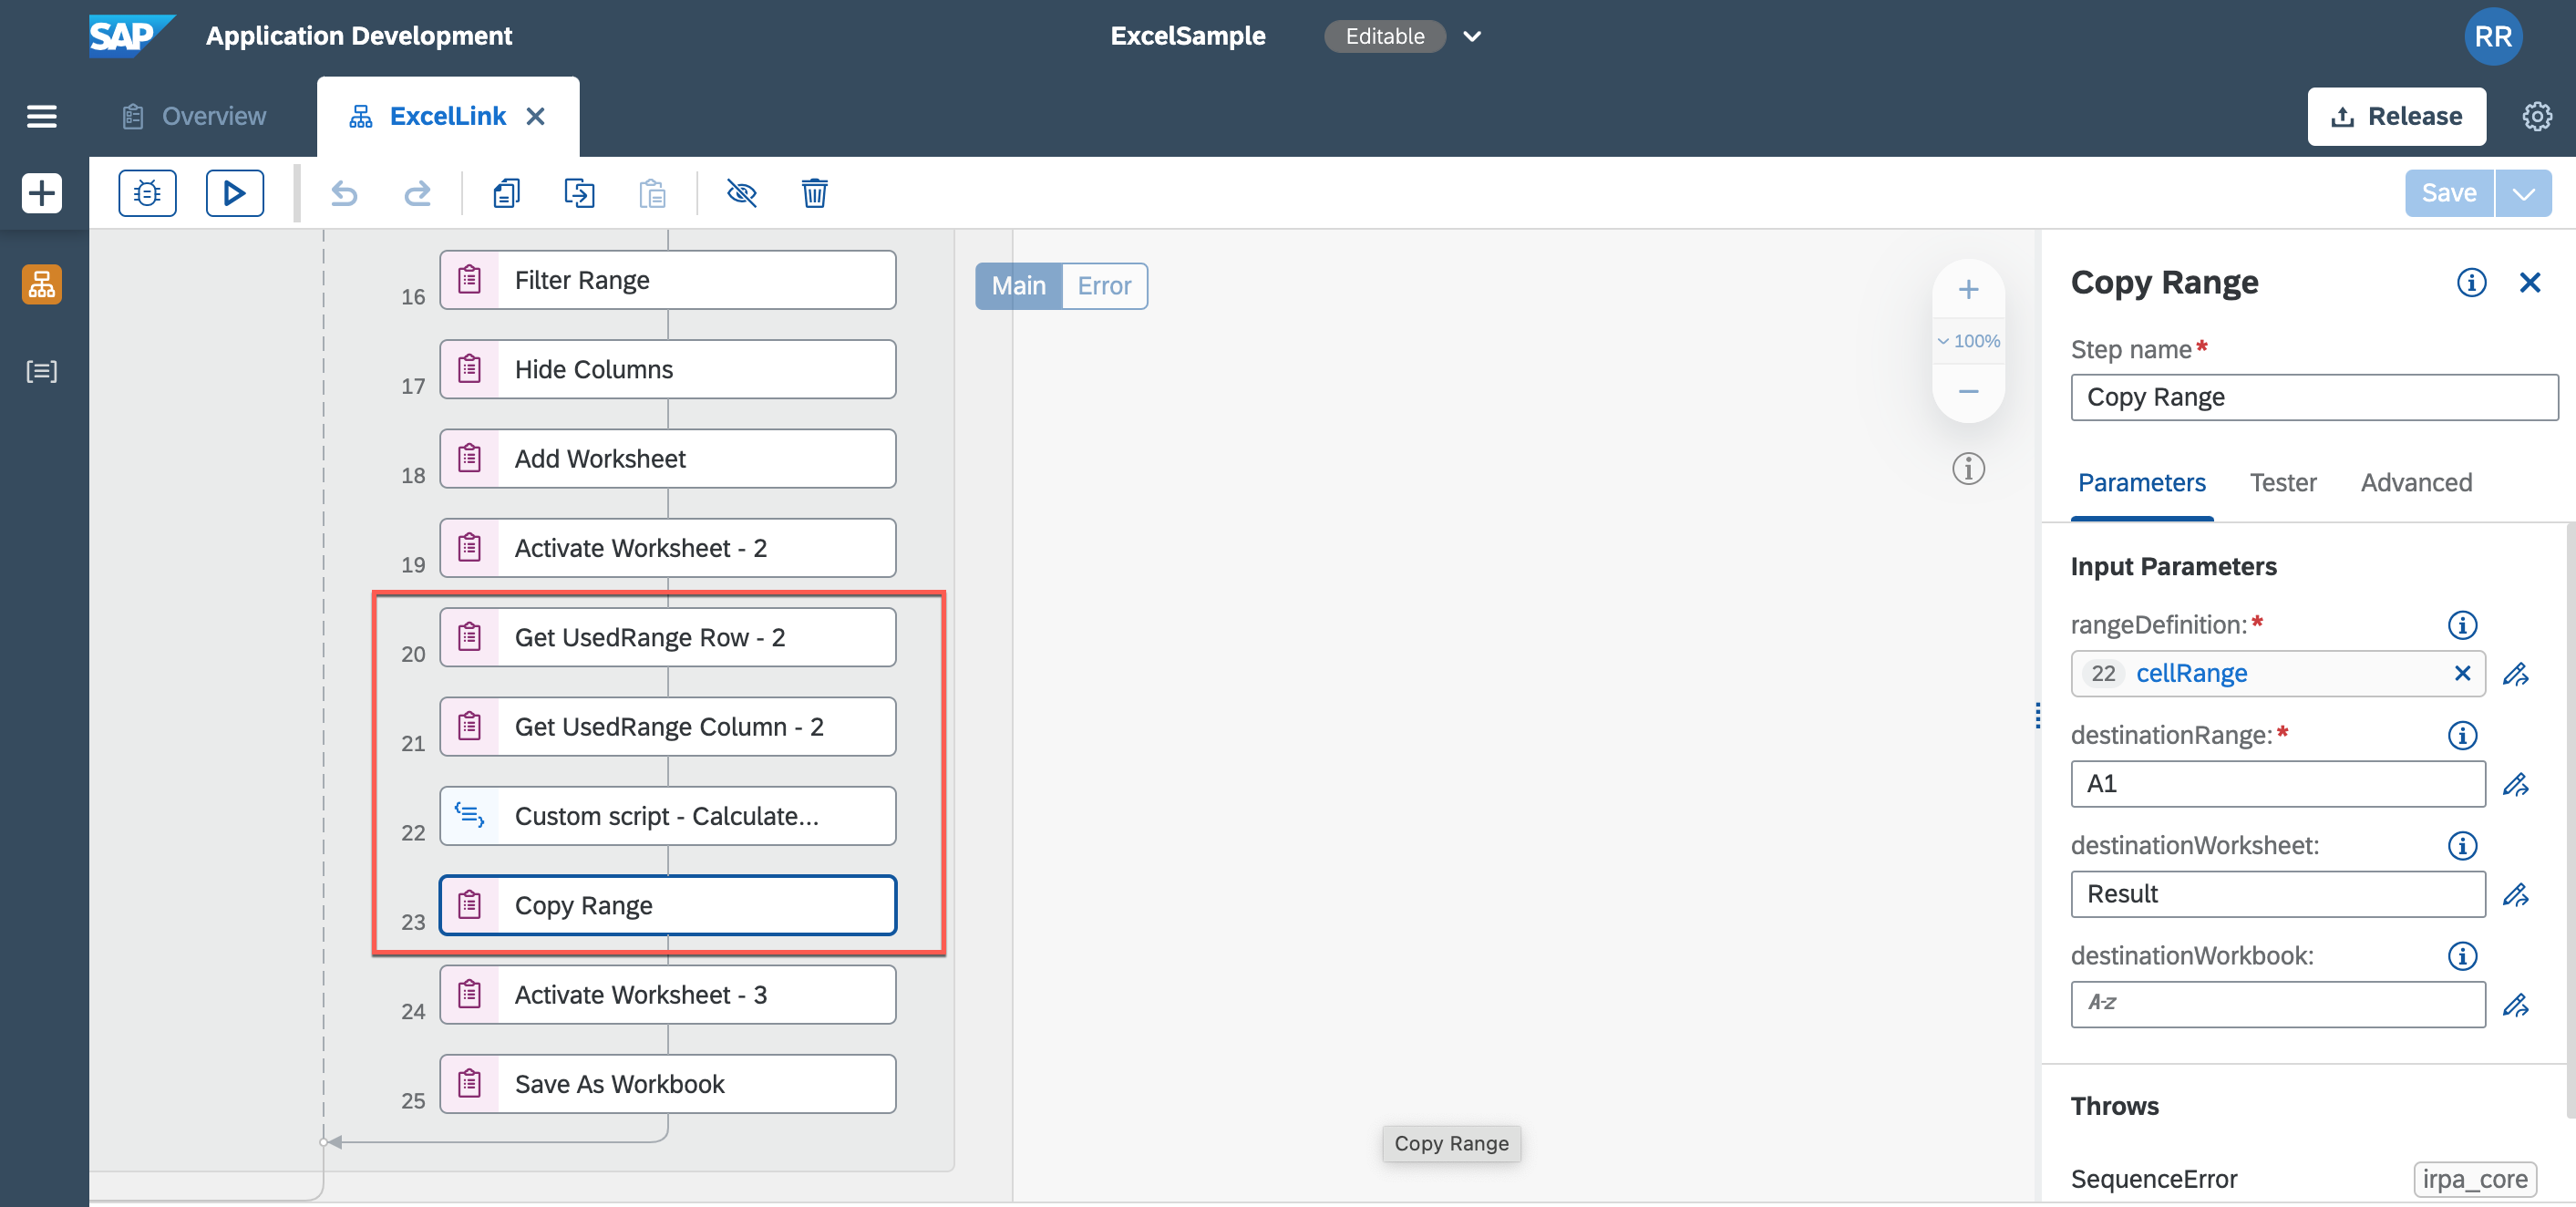 SAP Application Development ExcelSample Editable RR
Overview ExcelLink Release
Save
16 Filter Range
17 Hide Columns
18 Add Worksheet
19 Activate Worksheet - 2
20 Get UsedRange Row - 2
21 Get UsedRange Column - 2
22 Custom script - Calculate...
23 Copy Range
24 Activate Worksheet - 3
25 Save As Workbook
Main Error
100%
Copy Range
Copy Range
Step name*
Copy Range
Parameters Tester Advanced
Input Parameters
rangeDefinition:*
22 cellRange
destinationRange:*
A1
destinationWorksheet:
Result
destinationWorkbook:
A-z
Throws
SequenceError irpa_core